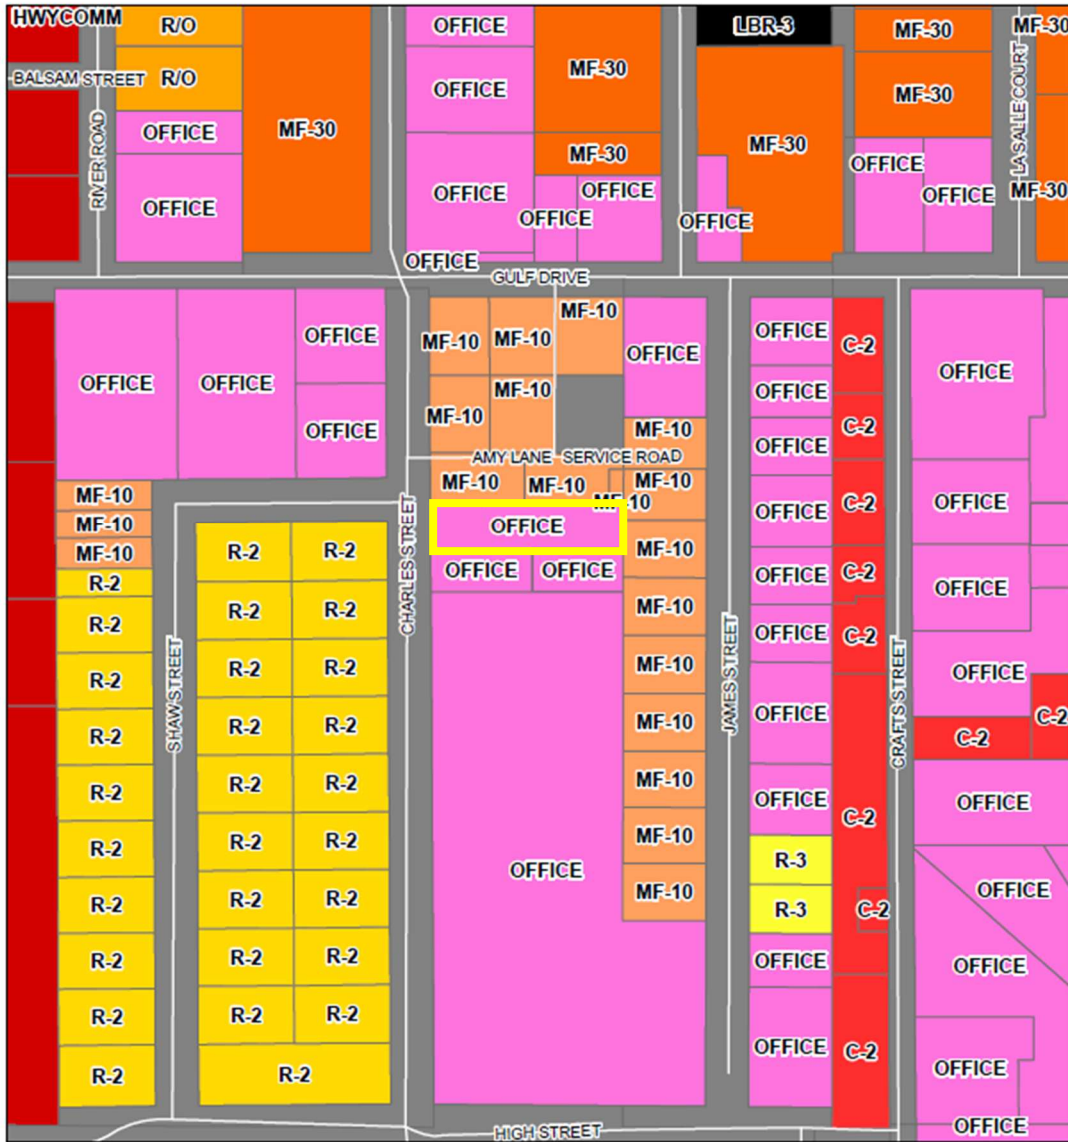 HWYCOMM R/O OFFICE LBR-3 MF-30 MF-30
BALSAM STREET R/O OFFICE MF-30 MF-30
OFFICE MF-30 MF-30 MF-30 LASALLE COURT
RIVER ROAD OFFICE OFFICE OFFICE OFFICE OFFICE OFFICE OFFICE MF-30
OFFICE
GULF DRIVE
OFFICE OFFICE OFFICE MF-10 MF-10 MF-10 OFFICE OFFICE C-2 OFFICE
OFFICE MF-10 MF-10 OFFICE C-2
MF-10 OFFICE
AMY LANE SERVICE ROAD
MF-10 MF-10 MF-10 MF-10 OFFICE C-2 OFFICE
MF-10
MF-10 CHARLES STREET OFFICE
MF-10 R-2 R-2 MF-10 OFFICE C-2 OFFICE
R-2 OFFICE OFFICE
R-2 R-2 R-2 MF-10 OFFICE C-2
R-2 SHAW STREET R-2 R-2 MF-10 JAMES STREET CRAFTS STREET OFFICE
R-2 R-2 R-2 MF-10 OFFICE C-2 C-2
R-2 R-2 R-2 MF-10 OFFICE C-2 OFFICE
R-2 R-2 R-2 OFFICE MF-10 R-3 OFFICE
R-2 R-2 R-2 MF-10 R-3 C-2
R-2 R-2 R-2 OFFICE OFFICE
R-2 R-2 R-2
R-2 R-2 OFFICE C-2 OFFICE
OFFICE
HIGH STREET